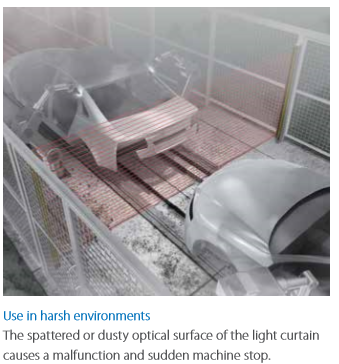 Use in harsh environments
The spattered or dusty optical surface of the light curtain
causes a malfunction and sudden machine stop.